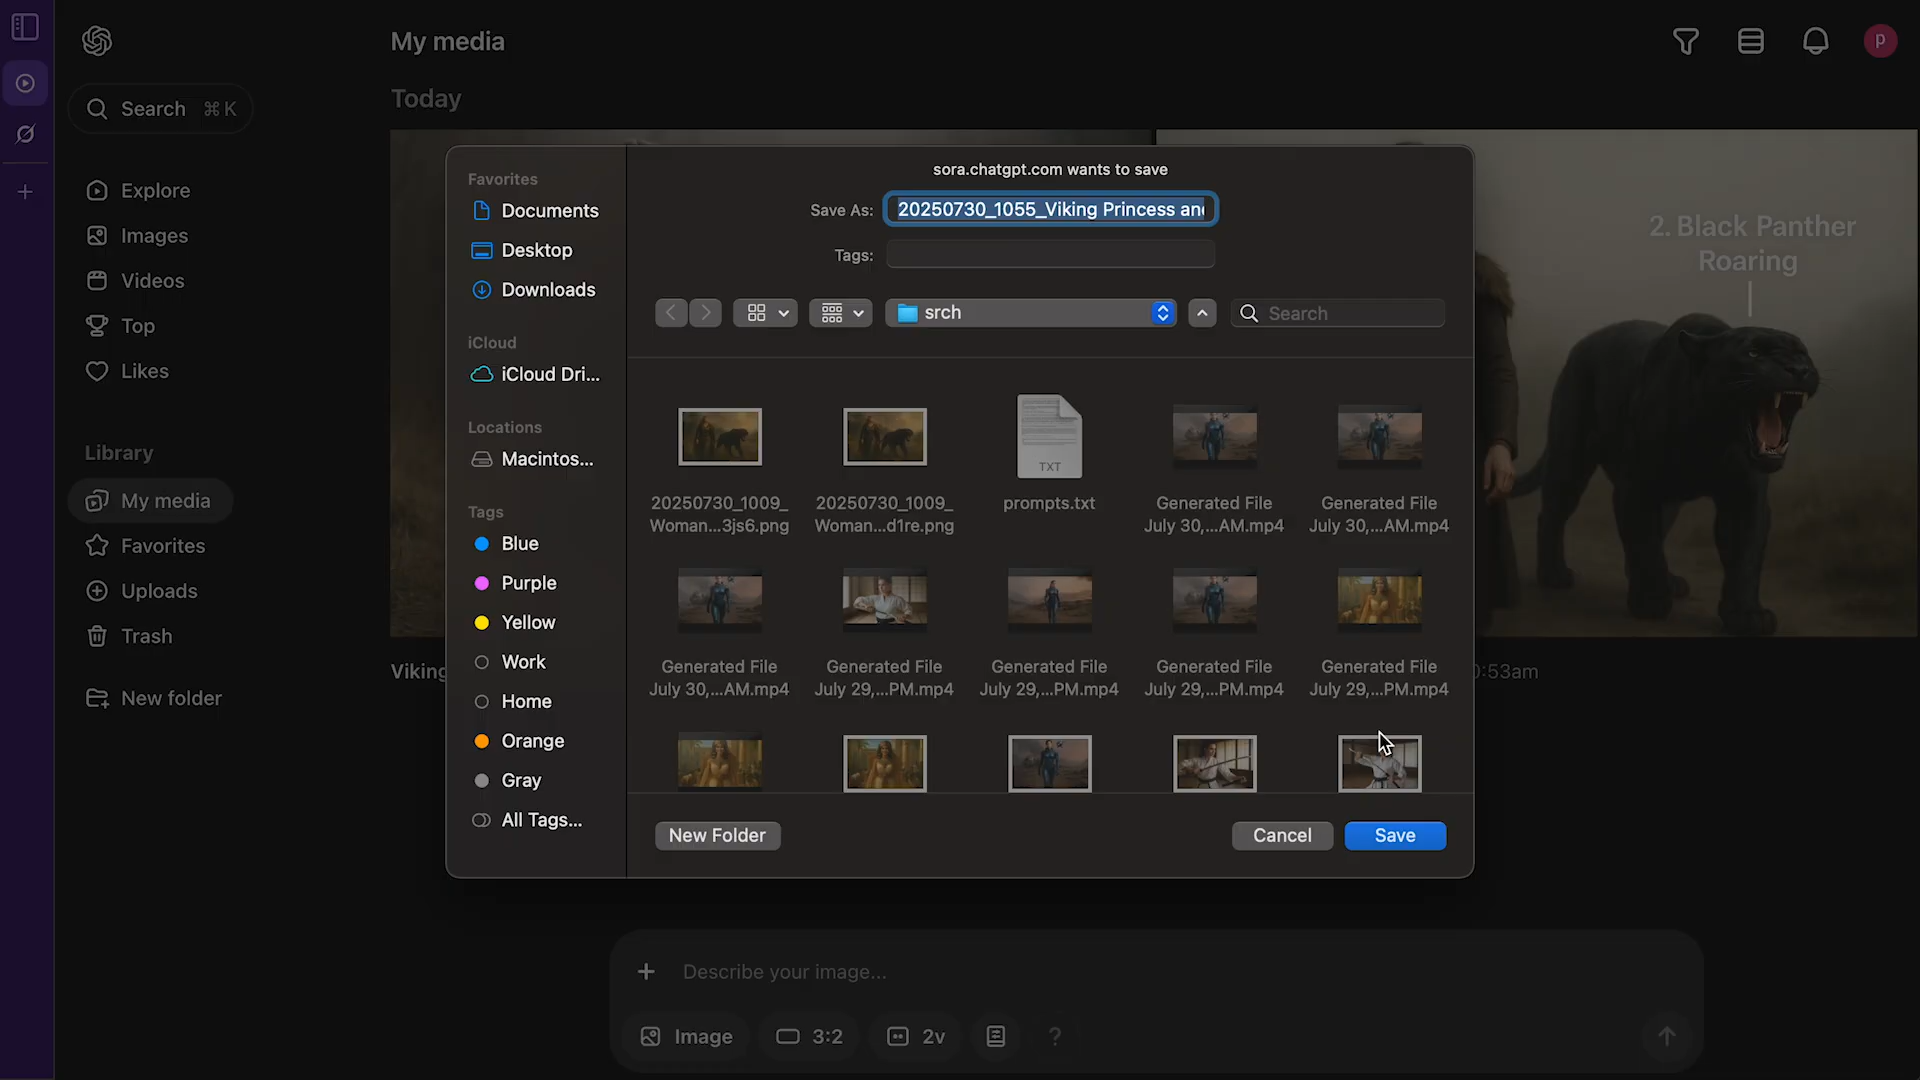 My media
P
Today
Search ⌘ K
Explore
Images
Videos
Top
Likes
Library
My media
Favorites
Uploads
Trash
New folder
2. Black Panther
Roaring
Viking
0:53am
sora.chatgpt.com wants to save
Save As: 20250730_1055_Viking Princess and
Tags:
srch
Search
Favorites
Documents
Desktop
Downloads
iCloud
iCloud Dri...
Locations
Macintos...
Tags
Blue
Purple
Yellow
Work
Home
Orange
Gray
All Tags...
20250730_1009_
Woman...3js6.png
20250730_1009_
Woman...d1re.png
TXT
prompts.txt
Generated File
July 30,...AM.mp4
Generated File
July 30,...AM.mp4
Generated File
July 30,...AM.mp4
Generated File
July 29,...PM.mp4
Generated File
July 29,...PM.mp4
Generated File
July 29,...PM.mp4
Generated File
July 29,...PM.mp4
New Folder
Cancel
Save
Describe your image...
Image
3:2
2v
?